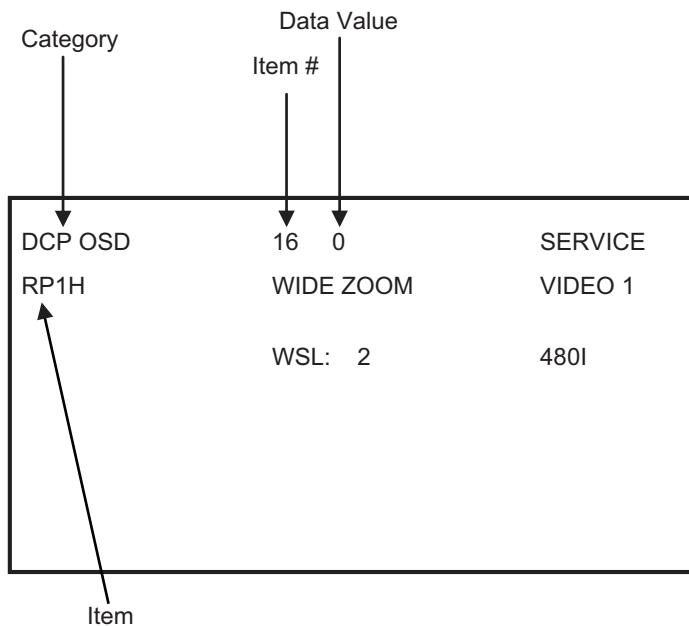 Category
Data Value
Item #
DCP OSD 16 0 SERVICE
RP1H WIDE ZOOM VIDEO 1
WSL: 2 480I
Item